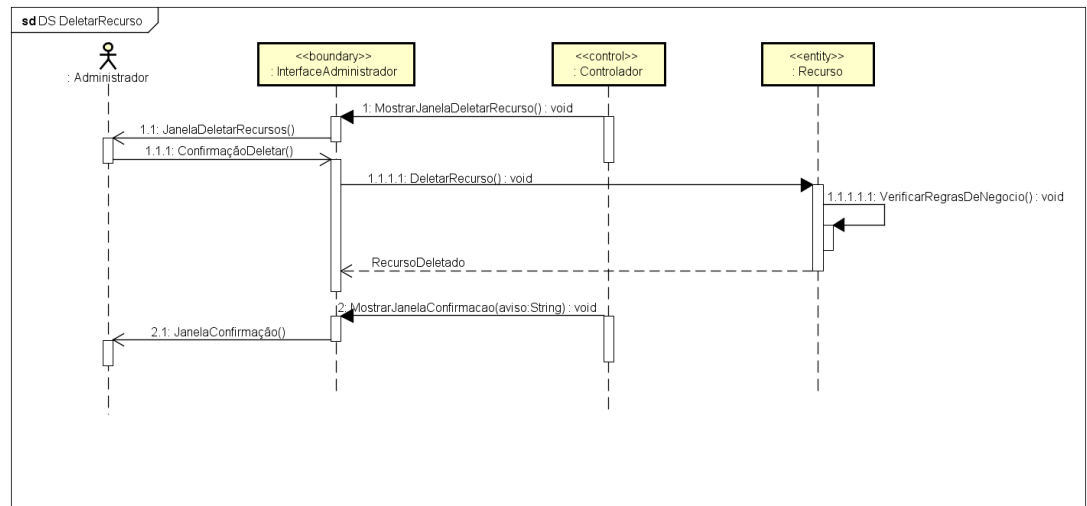 sd DS DeletarRecurso
: Administrador
<<boundary>>
: InterfaceAdministrador
<<control>>
: Controlador
<<entity>>
: Recurso
1: MostrarJanelaDeletarRecurso() : void
1.1: JanelaDeletarRecursos()
1.1.1: ConfirmaçãoDeletar()
1.1.1.1: DeletarRecurso() : void
1.1.1.1.1: VerificarRegrasDeNegocio() : void
RecursoDeletado
2: MostrarJanelaConfirmacao(aviso:String) : void
2.1: JanelaConfirmação()